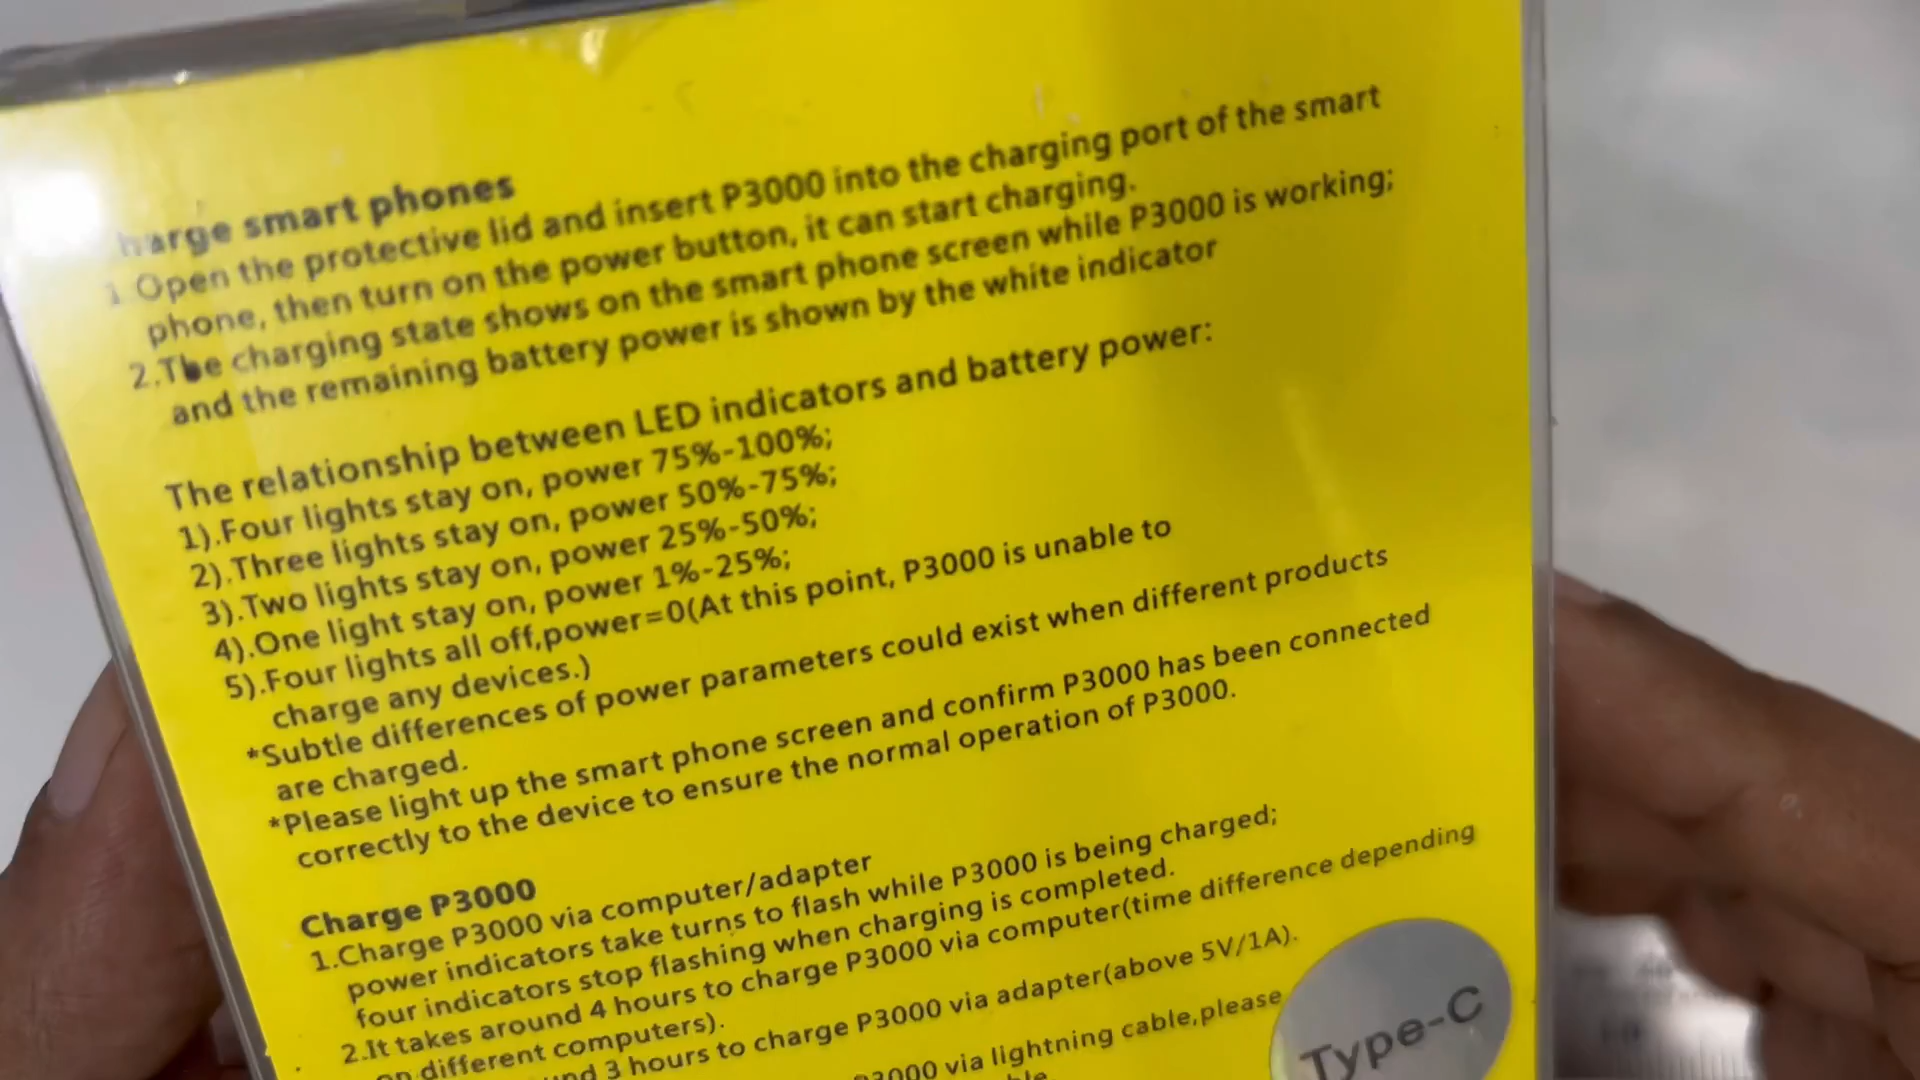 harge smart phones
1.Open the protective lid and insert P3000 into the charging port of the smart
phone, then turn on the power button, it can start charging.
2.The charging state shows on the smart phone screen while P3000 is working;
and the remaining battery power is shown by the white indicator
The relationship between LED indicators and battery power:
1).Four lights stay on, power 75%-100%;
2).Three lights stay on, power 50%-75%;
3).Two lights stay on, power 25%-50%;
4).One light stay on, power 1%-25%;
5).Four lights all off,power=0(At this point, P3000 is unable to
charge any devices.)
*Subtle differences of power parameters could exist when different products
are charged.
*Please light up the smart phone screen and confirm P3000 has been connected
correctly to the device to ensure the normal operation of P3000.
Charge P3000
1.Charge P3000 via computer/adapter
power indicators take turns to flash while P3000 is being charged;
four indicators stop flashing when charging is completed.
2.It takes around 4 hours to charge P3000 via computer(time difference depending
on different computers).
3 hours to charge P3000 via adapter(above 5V/1A).
via lightning cable,please
Type-C